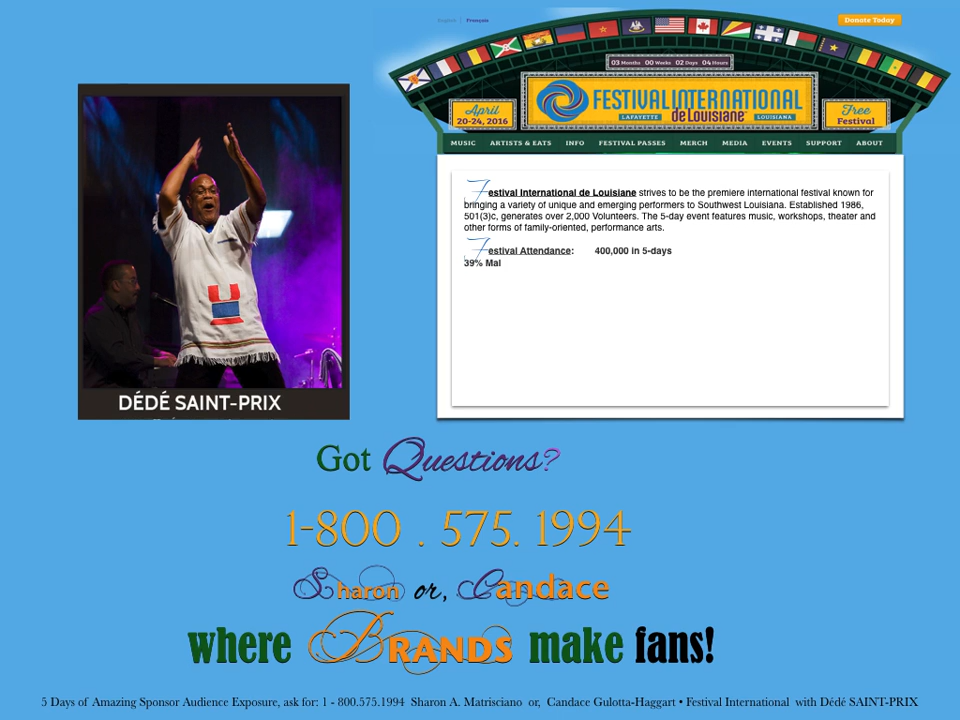 English | Français
Donate Today
03 Months 00 Weeks 02 Days 04 Hours
April
20-24, 2016
FESTIVAL INTERNATIONAL
LAFAYETTE de Louisiane™ LOUISIANA
Free
Festival
MUSIC ARTISTS & EATS INFO FESTIVAL PASSES MERCH MEDIA EVENTS SUPPORT ABOUT
Festival International de Louisiane strives to be the premiere international festival known for
bringing a variety of unique and emerging performers to Southwest Louisiana. Established 1986,
501(3)c, generates over 2,000 Volunteers. The 5-day event features music, workshops, theater and
other forms of family-oriented, performance arts.
Festival Attendance: 400,000 in 5-days
39% Mal
DÉDÉ SAINT-PRIX
Got Questions?
1-800 . 575. 1994
Sharon or, Candace
where BRANDS make fans!
5 Days of Amazing Sponsor Audience Exposure, ask for: 1 - 800.575.1994 Sharon A. Matrisciano or, Candace Gulotta-Haggart • Festival International with Dédé SAINT-PRIX